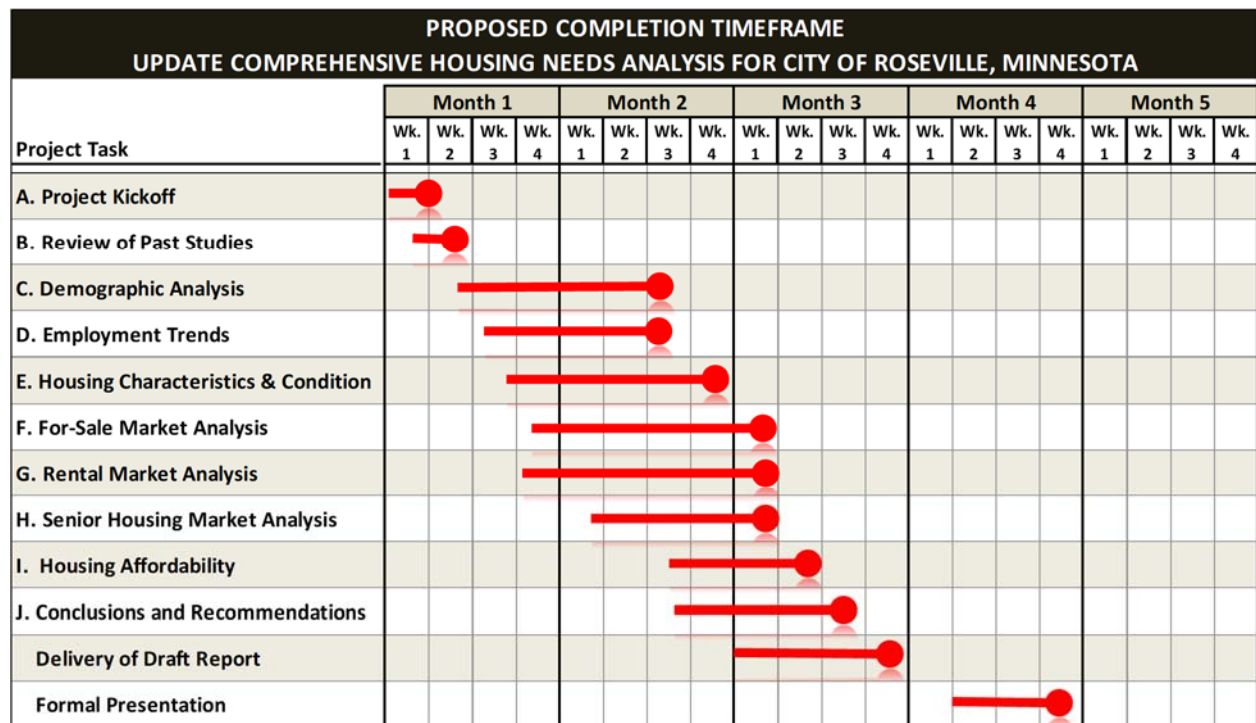 PROPOSED COMPLETION TIMEFRAME
UPDATE COMPREHENSIVE HOUSING NEEDS ANALYSIS FOR CITY OF ROSEVILLE, MINNESOTA
Month 1 Month 2 Month 3 Month 4 Month 5
Project Task Wk. 1 Wk. 2 Wk. 3 Wk. 4 Wk. 1 Wk. 2 Wk. 3 Wk. 4 Wk. 1 Wk. 2 Wk. 3 Wk. 4 Wk. 1 Wk. 2 Wk. 3 Wk. 4 Wk. 1 Wk. 2 Wk. 3 Wk. 4
A. Project Kickoff
B. Review of Past Studies
C. Demographic Analysis
D. Employment Trends
E. Housing Characteristics & Condition
F. For-Sale Market Analysis
G. Rental Market Analysis
H. Senior Housing Market Analysis
I. Housing Affordability
J. Conclusions and Recommendations
Delivery of Draft Report
Formal Presentation